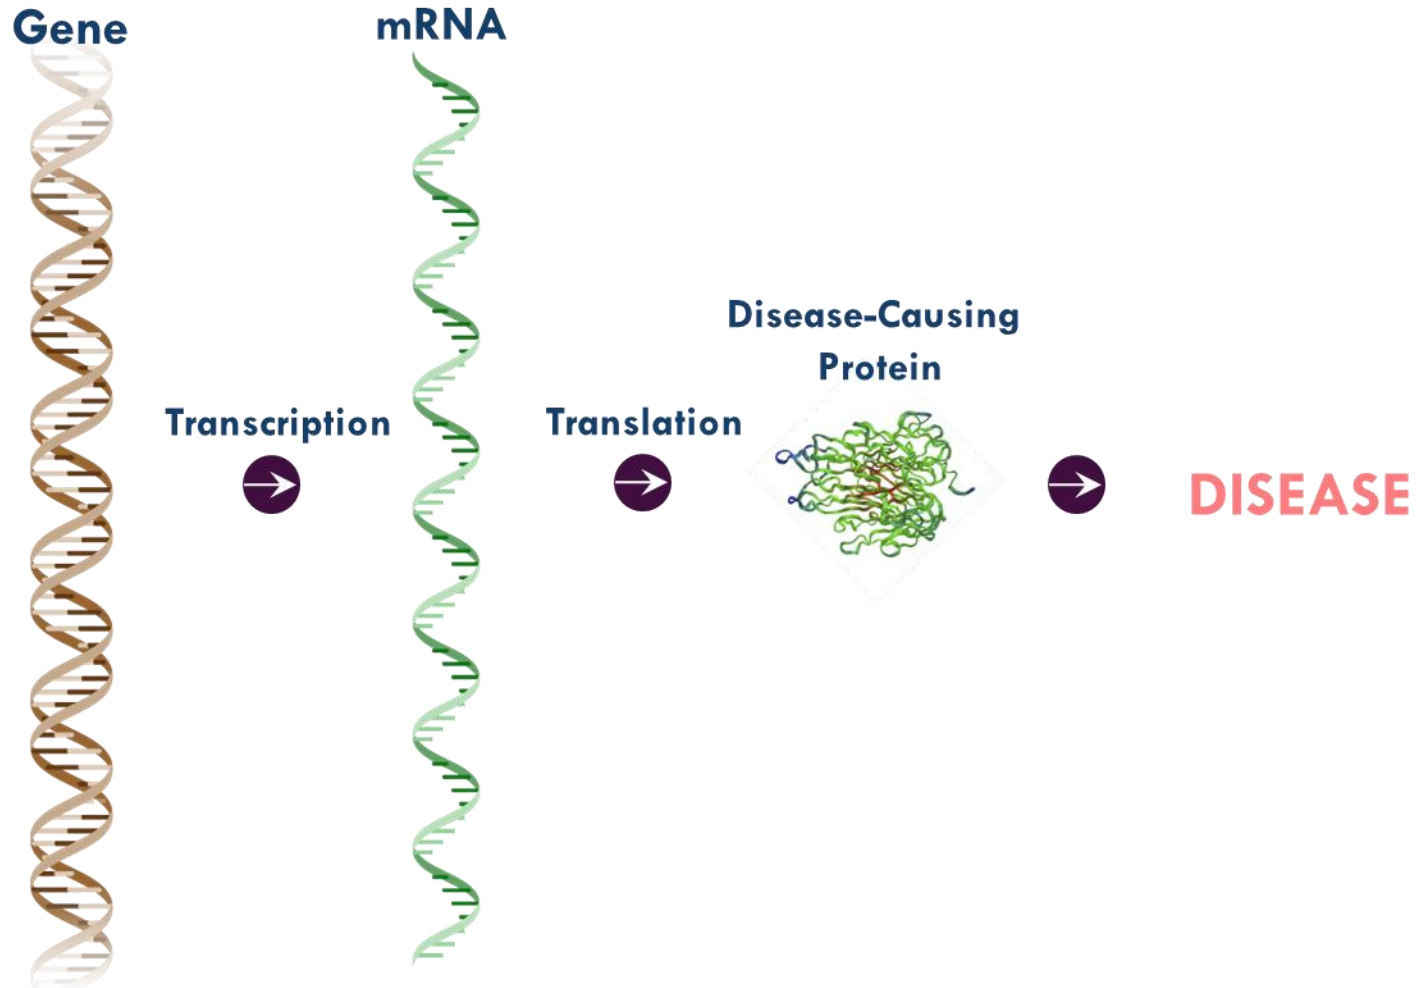 Gene
mRNA
Disease-Causing
Protein
Transcription
Translation
DISEASE